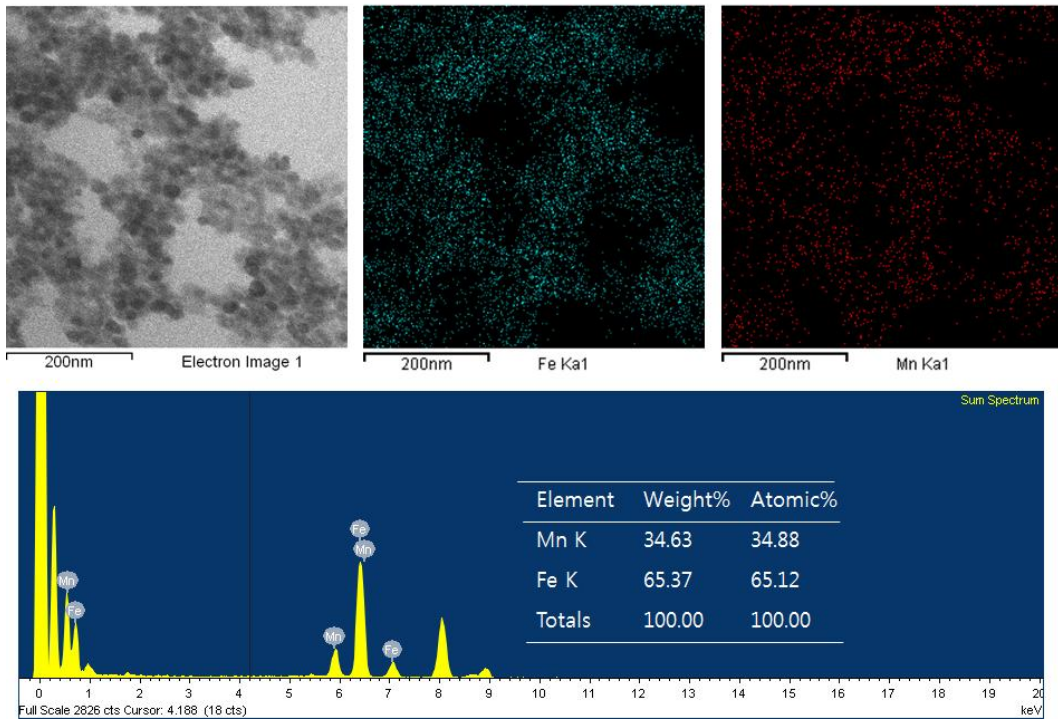 200nm Electron Image 1
200nm Fe Ka1
200nm Mn Ka1
Sum Spectrum
Element Weight% Atomic%
Mn K 34.63 34.88
Fe K 65.37 65.12
Totals 100.00 100.00
Fe
Mn
Mn
Fe
Mn
Fe
0 1 2 3 4 5 6 7 8 9 10 11 12 13 14 15 16 17 18 19 20
Full Scale 2826 cts Cursor: 4.188 (18 cts) keV